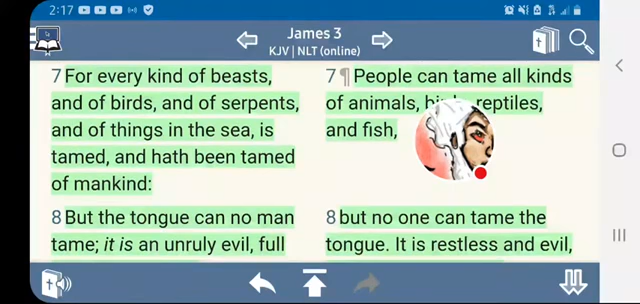 2:17
James 3
KJV | NLT (online)
7 For every kind of beasts,
and of birds, and of serpents,
and of things in the sea, is
tamed, and hath been tamed
of mankind:
8 But the tongue can no man
tame; it is an unruly evil, full
7 ¶ People can tame all kinds
of animals, reptiles,
and fish,
8 but no one can tame the
tongue. It is restless and evil,